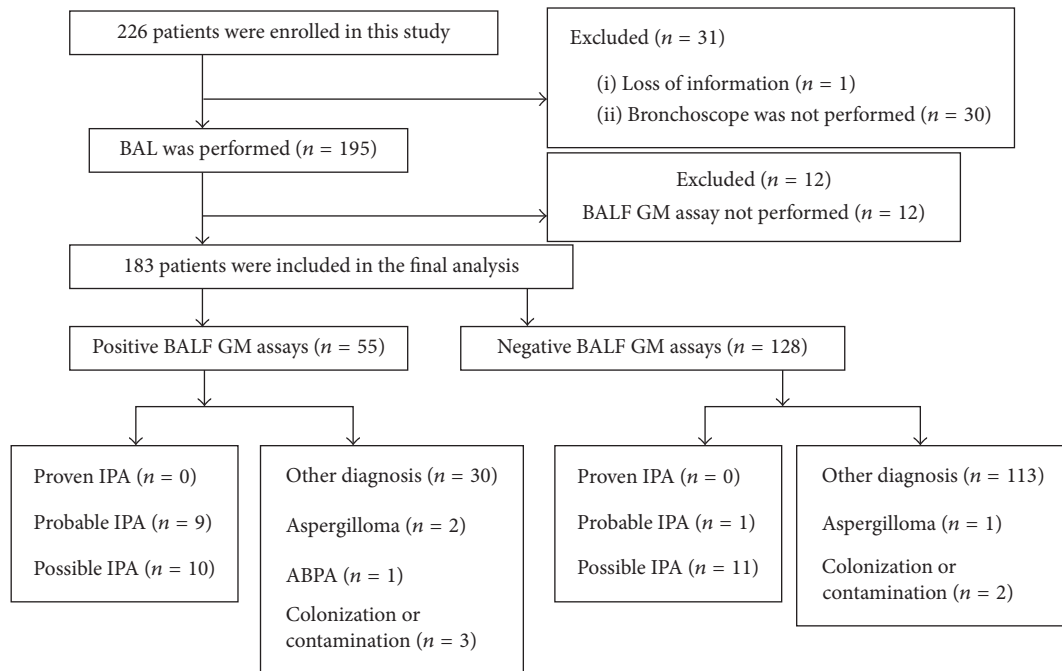 226 patients were enrolled in this study
Excluded (n = 31)
(i) Loss of information (n = 1)
(ii) Bronchoscope was not performed (n = 30)
BAL was performed (n = 195)
Excluded (n = 12)
BALF GM assay not performed (n = 12)
183 patients were included in the final analysis
Positive BALF GM assays (n = 55)
Negative BALF GM assays (n = 128)
Proven IPA (n = 0)
Probable IPA (n = 9)
Possible IPA (n = 10)
Other diagnosis (n = 30)
Aspergilloma (n = 2)
ABPA (n = 1)
Colonization or
contamination (n = 3)
Proven IPA (n = 0)
Probable IPA (n = 1)
Possible IPA (n = 11)
Other diagnosis (n = 113)
Aspergilloma (n = 1)
Colonization or
contamination (n = 2)